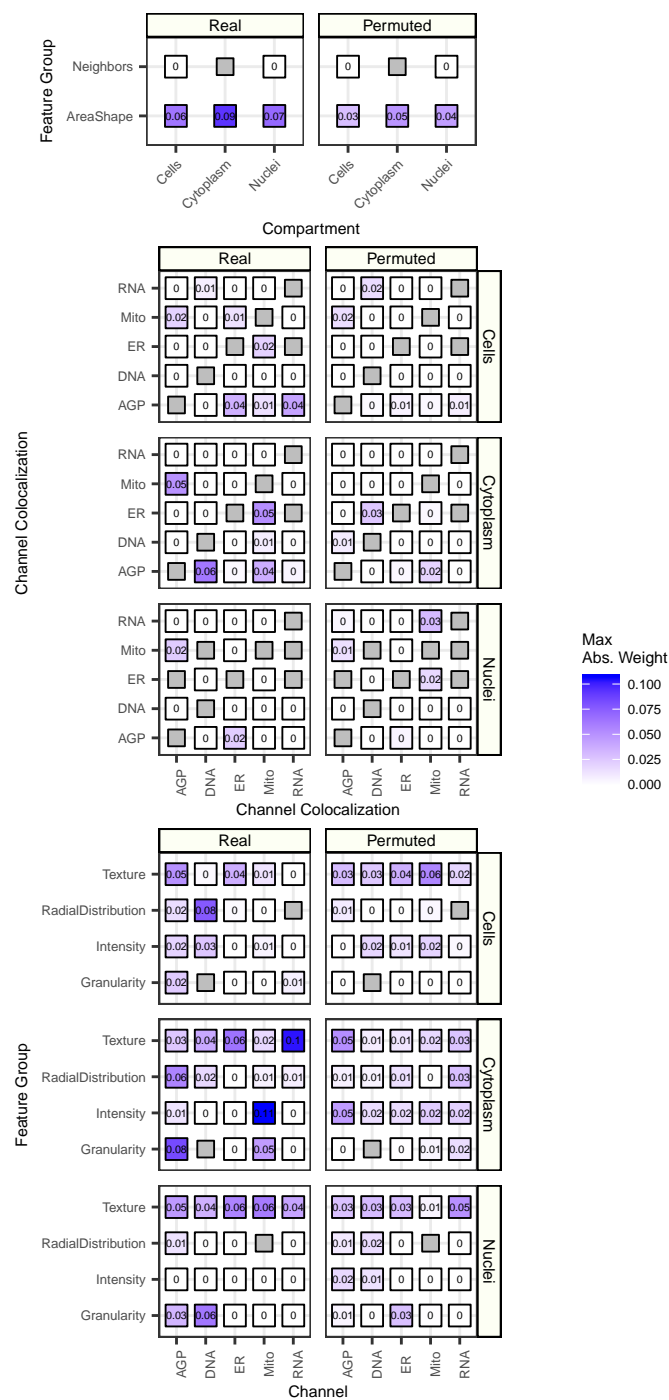 Real Permuted
Feature Group
Neighbors 0 0 0 0
AreaShape 0.06 0.09 0.07 0.03 0.05 0.04
Cells Cytoplasm Nuclei Cells Cytoplasm Nuclei
Compartment
Real Permuted
Channel Colocalization
RNA 0 0.01 0 0 0 0.02 0 0
Mito 0.02 0 0.01 0 0.02 0 0 0
ER 0 0 0.02 0 0 0
DNA 0 0 0 0 0 0 0 0
AGP 0 0.04 0.01 0.04 0 0.01 0 0.01
Cells
RNA 0 0 0 0 0 0 0 0
Mito 0.05 0 0 0 0 0 0 0
ER 0 0 0.05 0 0.03 0
DNA 0 0 0.01 0 0.01 0 0 0
AGP 0.06 0 0.04 0 0 0 0.02 0
Cytoplasm
RNA 0 0 0 0 0 0 0 0.03
Mito 0.02 0 0.01 0
ER 0 0 0 0.02
DNA 0 0 0 0 0 0 0 0
AGP 0 0.02 0 0 0 0 0 0
Nuclei
AGP DNA ER Mito RNA AGP DNA ER Mito RNA
Channel Colocalization
Max
Abs. Weight
0.100
0.075
0.050
0.025
0.000
Real Permuted
Feature Group
Texture 0.05 0 0.04 0.01 0 0.03 0.03 0.04 0.06 0.02
RadialDistribution 0.02 0.08 0 0 0.01 0 0 0
Intensity 0.02 0.03 0 0.01 0 0 0.02 0.01 0.02 0
Granularity 0.02 0 0 0.01 0 0 0 0
Cells
Texture 0.03 0.04 0.06 0.02 0.1 0.05 0.01 0.01 0.02 0.03
RadialDistribution 0.06 0.02 0 0.01 0.01 0.01 0.01 0.01 0 0.03
Intensity 0.01 0 0 0.11 0 0.05 0.02 0.02 0.02 0.02
Granularity 0.08 0 0.05 0 0 0 0.01 0.02
Cytoplasm
Texture 0.05 0.04 0.06 0.06 0.04 0.03 0.03 0.03 0.01 0.05
RadialDistribution 0.01 0 0 0 0.01 0.02 0 0
Intensity 0 0 0 0 0 0.02 0.01 0 0 0
Granularity 0.03 0.06 0 0 0 0.01 0 0.03 0 0
Nuclei
AGP DNA ER Mito RNA AGP DNA ER Mito RNA
Channel